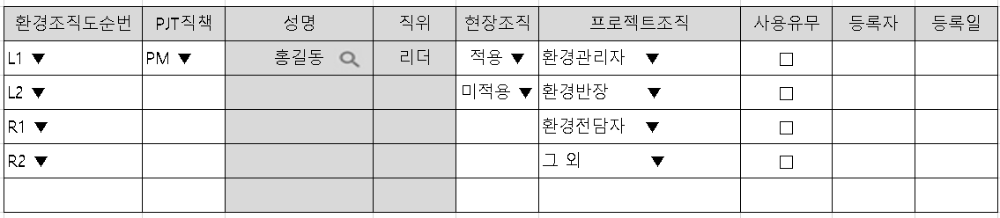 환경조직도순번 PJT직책 성명 직위 현장조직 프로젝트조직 사용유무 등록자 등록일
L1 ▼ PM ▼ 홍길동 리더 적용 ▼ 환경관리자 ▼ □
L2 ▼ 미적용 ▼ 환경반장 ▼ □
R1 ▼ 환경전담자 ▼ □
R2 ▼ 그 외 ▼ □